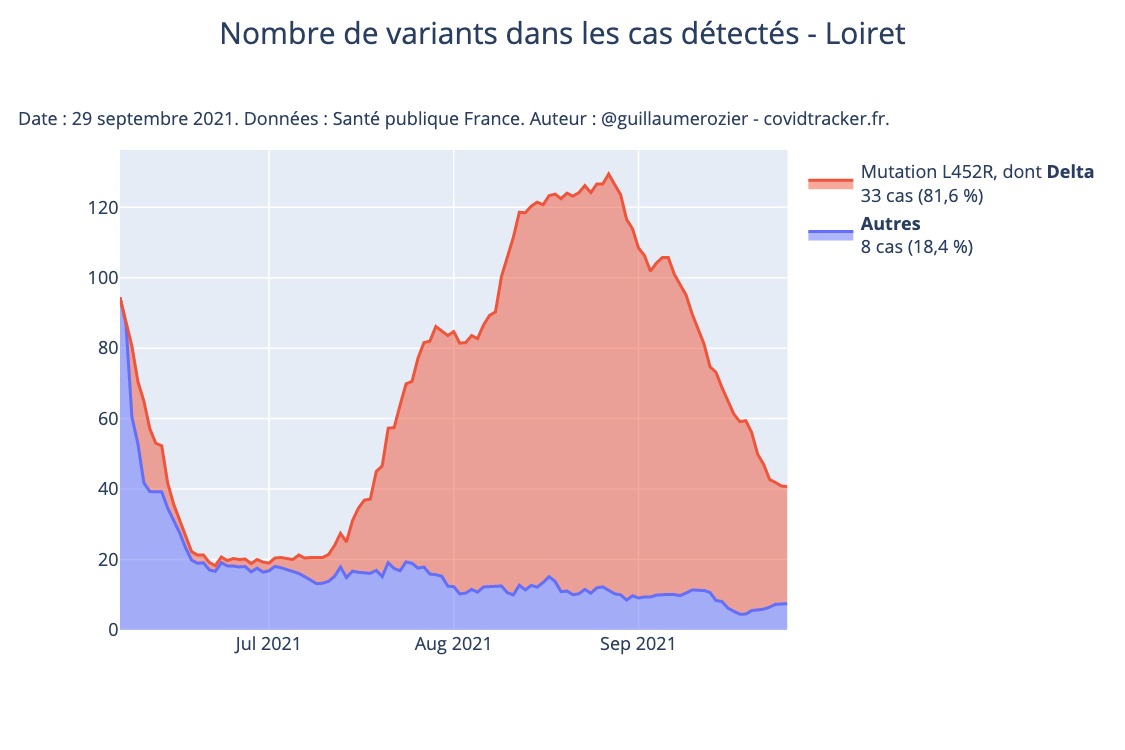 Nombre de variants dans les cas détectés - Loiret
Date : 29 septembre 2021. Données : Santé publique France. Auteur : @guillaumerozier - covidtracker.fr.
Mutation L452R, dont Delta
33 cas (81,6 %)
Autres
8 cas (18,4 %)
120
100
80
60
40
20
0
Jul 2021
Aug 2021
Sep 2021